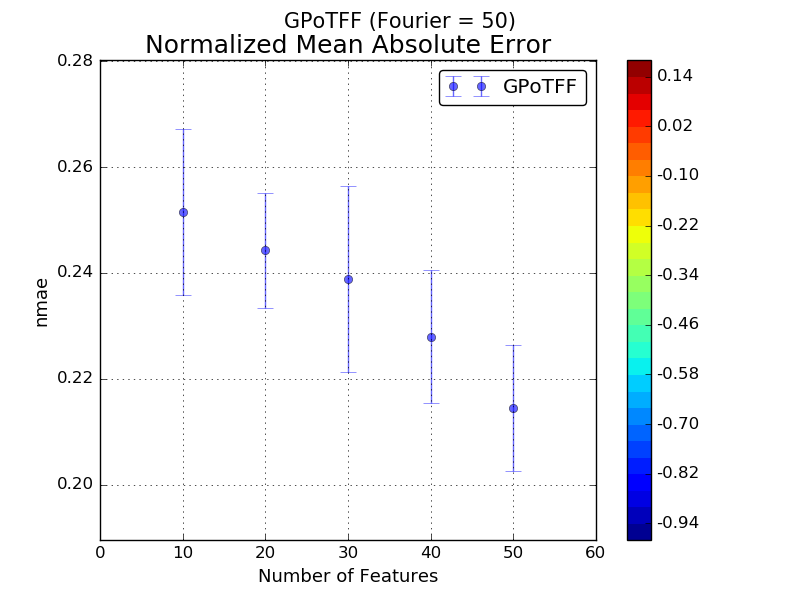 GPoTFF (Fourier = 50)
Normalized Mean Absolute Error
GPoTFF
0.28
0.26
0.24
0.22
0.20
nmae
0 10 20 30 40 50 60
Number of Features
0.14
0.02
-0.10
-0.22
-0.34
-0.46
-0.58
-0.70
-0.82
-0.94